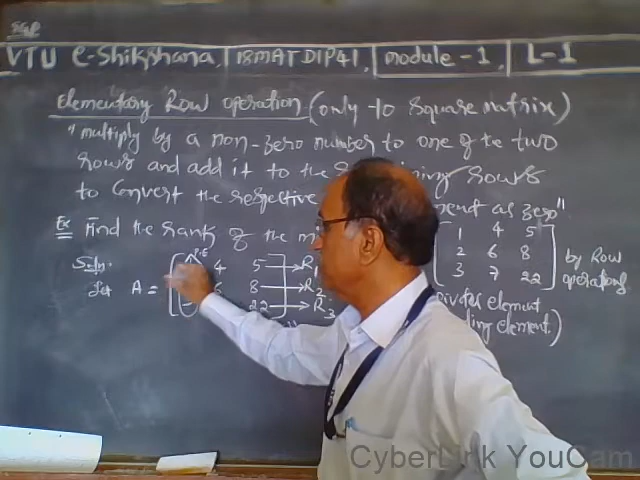 VTU e-Shikshana, 18MATDIP41, module-1, L-1
Elementary Row operation (only to square matrix)
"multiply by a non-zero number to one of the two
rows and add it to the rows
to convert the respective as zero"
Ex Find the rank of the 1 4 5
2 6 8
3 7 22
by Row operations
Soln:
Let A = 4 5 → R1
6 8 → R2
22 → R3
element
element)
CyberLink YouCam